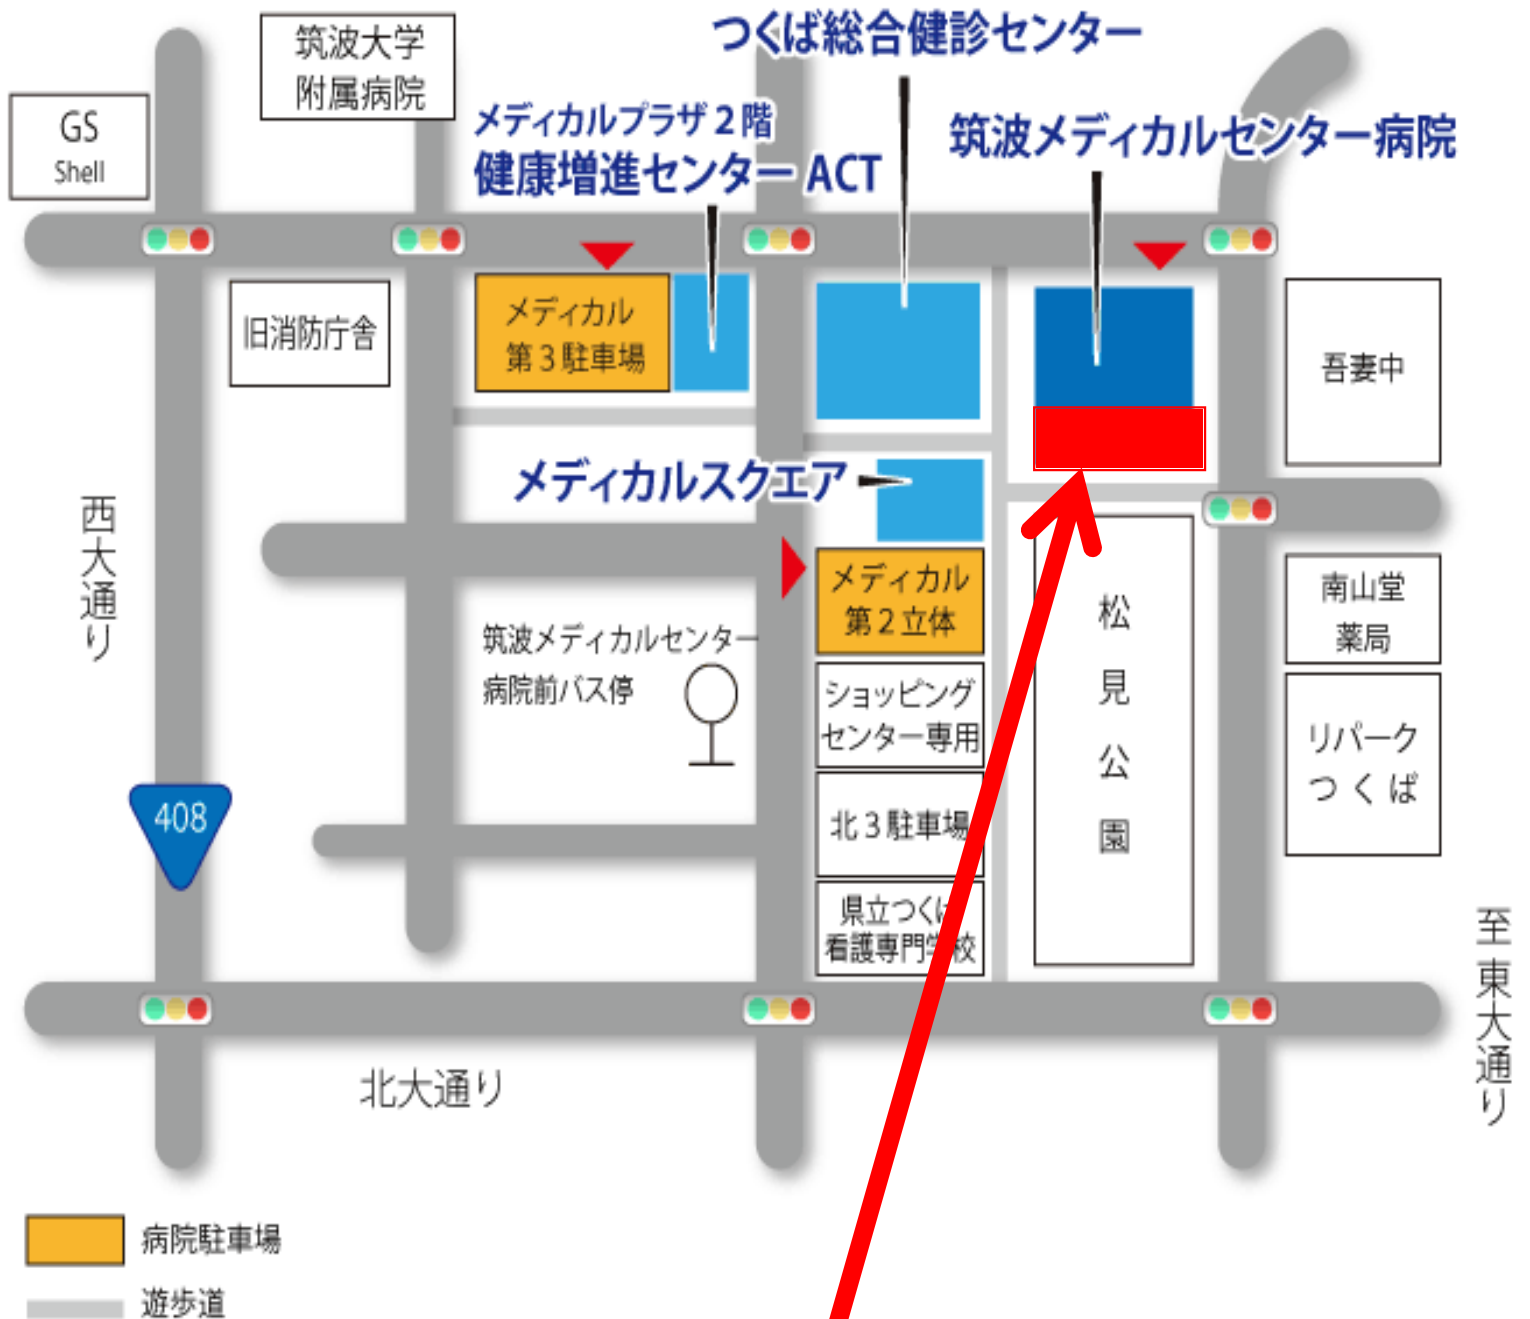 つくば総合健診センター
筑波大学
附属病院
GS
Shell
メディカルプラザ2階
健康増進センター ACT
筑波メディカルセンター病院
旧消防庁舎
メディカル
第3駐車場
吾妻中
メディカルスクエア
西大通り
メディカル
第2立体
松見公園
南山堂
薬局
筑波メディカルセンター
病院前バス停
ショッピング
センター専用
リパーク
つくば
408
北3駐車場
県立つくば
看護専門学校
至東大通り
北大通り
病院駐車場
遊歩道